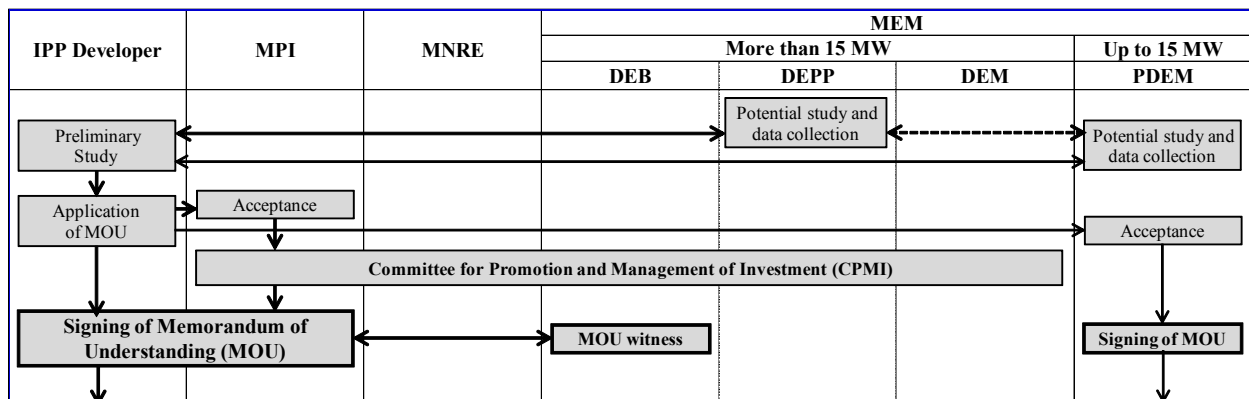 MEM
IPP Developer
MPI
MNRE
More than 15 MW
Up to 15 MW
DEB
DEPP
DEM
PDEM
Preliminary
Study
Potential study and
data collection
Potential study and
data collection
Application
of MOU
Acceptance
Acceptance
Committee for Promotion and Management of Investment (CPMI)
Signing of Memorandum of
Understanding (MOU)
MOU witness
Signing of MOU